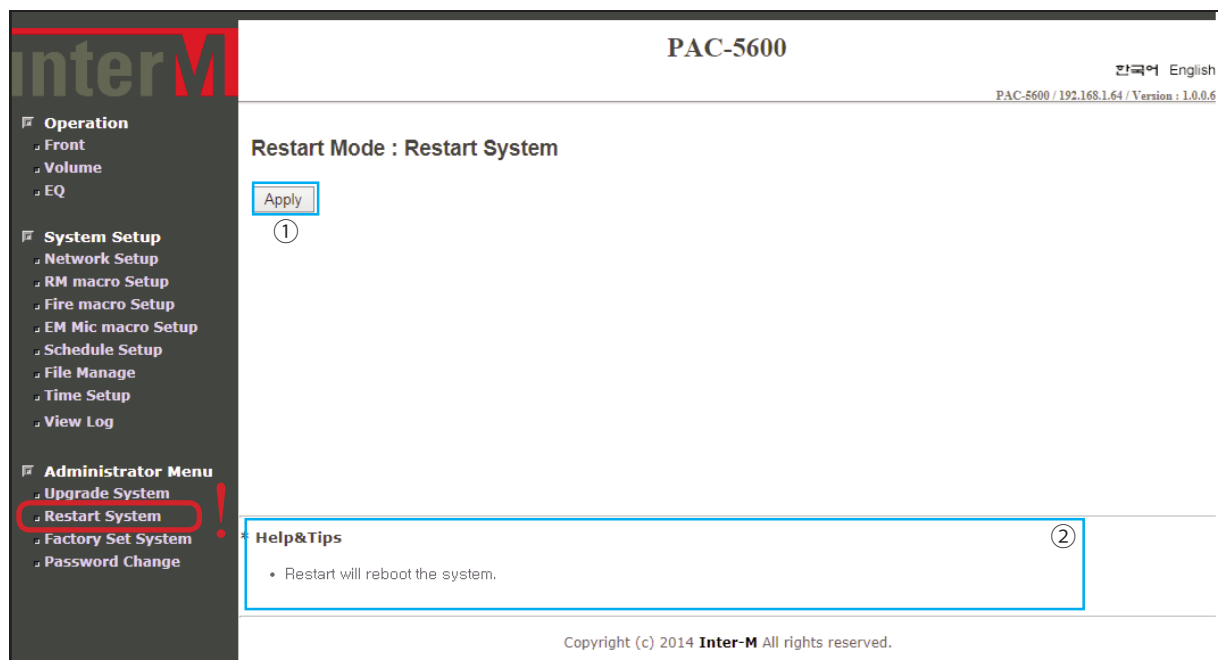 inter M
PAC-5600
한국어 English
PAC-5600 / 192.168.1.64 / Version : 1.0.0.6
Operation
Front
Volume
EQ
System Setup
Network Setup
RM macro Setup
Fire macro Setup
EM Mic macro Setup
Schedule Setup
File Manage
Time Setup
View Log
Administrator Menu
Upgrade System
Restart System
!
Factory Set System
Password Change
Restart Mode : Restart System
Apply
①
* Help&Tips
②
• Restart will reboot the system.
Copyright (c) 2014 Inter-M All rights reserved.